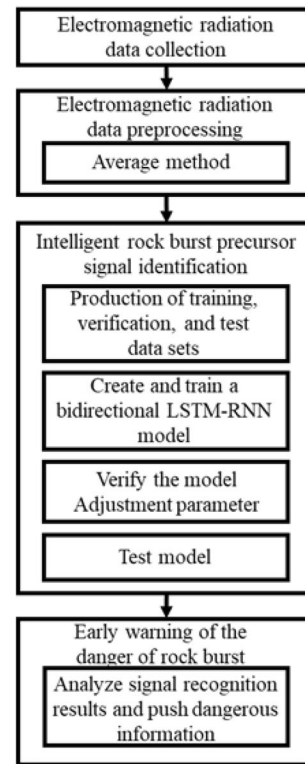 Electromagnetic radiation
data collection
Electromagnetic radiation
data preprocessing
Average method
Intelligent rock burst precursor
signal identification
Production of training,
verification, and test
data sets
Create and train a
bidirectional LSTM-RNN
model
Verify the model
Adjustment parameter
Test model
Early warning of the
danger of rock burst
Analyze signal recognition
results and push dangerous
information